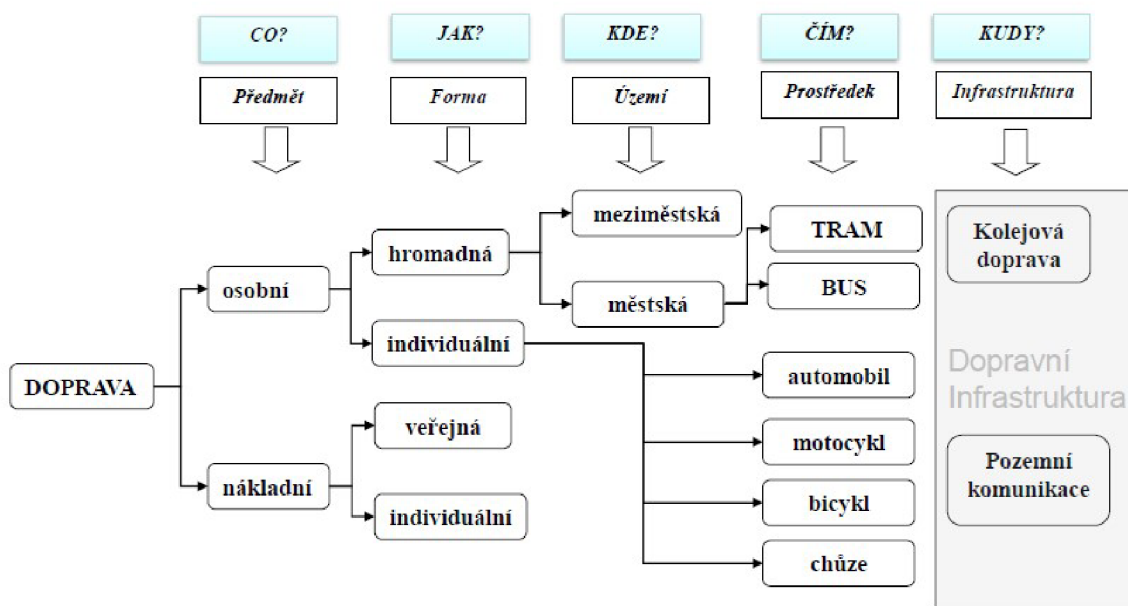 CO?
JAK?
KDE?
ČÍM?
KUDY?
Předmět
Forma
Území
Prostředek
Infrastruktura
meziměstská
TRAM
Kolejová
doprava
hromadná
osobní
BUS
městská
individuální
Dopravní
Infrastruktura
automobil
DOPRAVA
veřejná
motocykl
Pozemní
komunikace
nákladní
bicykl
individuální
chůze